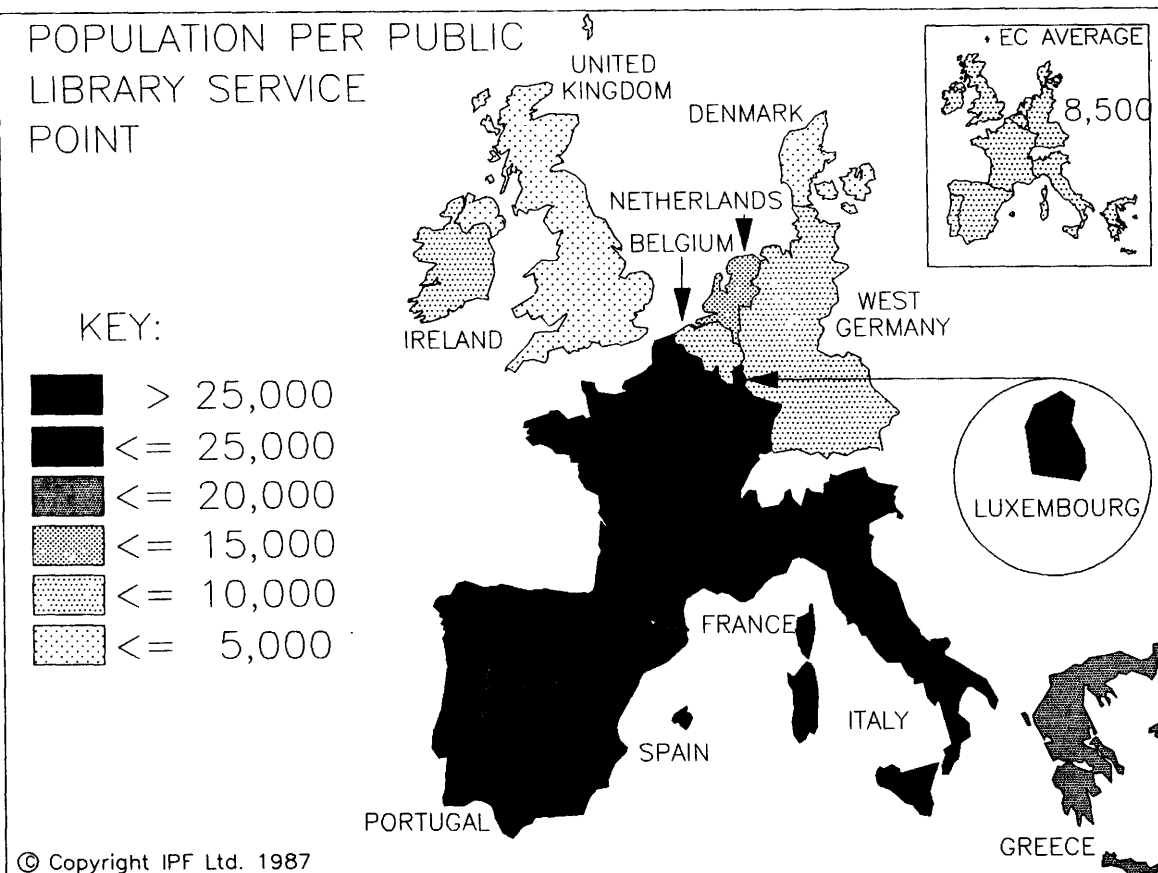 POPULATION PER PUBLIC
LIBRARY SERVICE
POINT
UNITED
KINGDOM
DENMARK
NETHERLANDS
BELGIUM
IRELAND
WEST
GERMANY
EC AVERAGE
8,500
KEY:
> 25,000
<= 25,000
<= 20,000
<= 15,000
<= 10,000
<= 5,000
LUXEMBOURG
FRANCE
ITALY
SPAIN
PORTUGAL
GREECE
© Copyright IPF Ltd. 1987